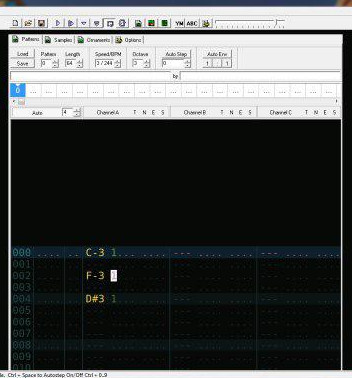 YM ABC
Patterns Samples Ornaments Options
Load Pattern Length Speed/BPM Octave Auto Step Auto Env
Save 0 64 3 / 244 3 0 1 : 1
by
0 ... ... ... ... ... ... ... ... ... ... ... ...
Auto 4 Channel A T N E S Channel B T N E S Channel C T N E S
000 .... .. C-3 1... .... --- .... .... --- .... ....
001
002 F-3 1
003
004 D#3 1
005
006
007
008
009
Ctrl + Space to Autostep On/Off Ctrl + 0..9